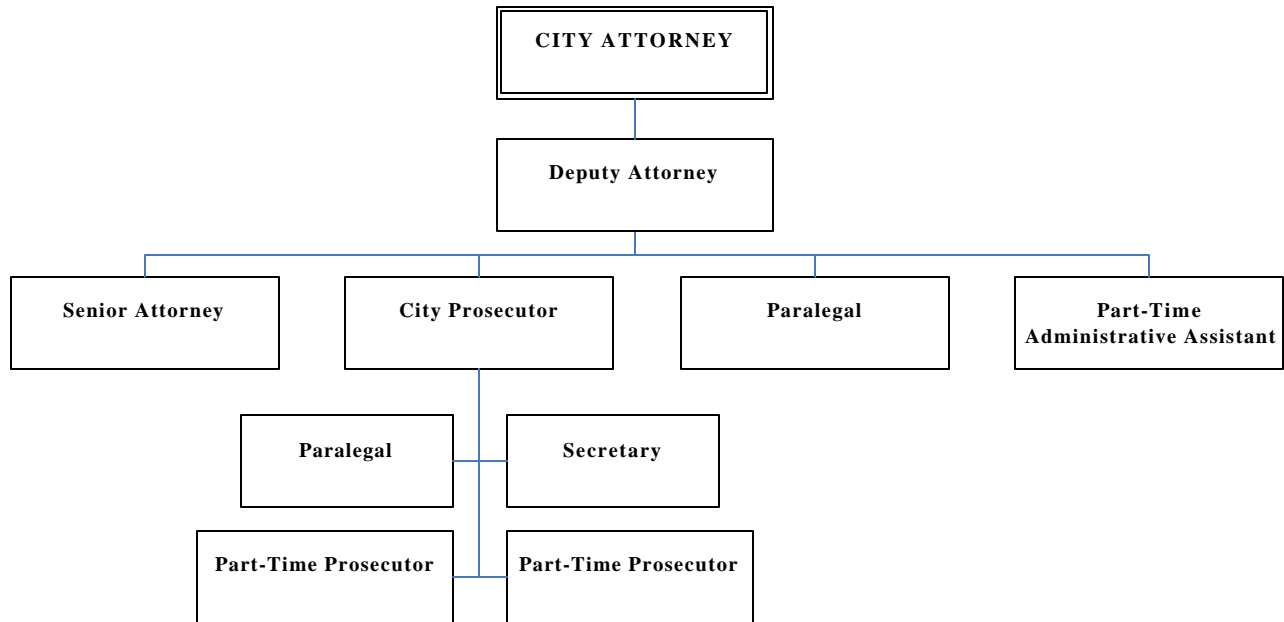 CITY ATTORNEY
Deputy Attorney
Senior Attorney
City Prosecutor
Paralegal
Part-Time
Administrative Assistant
Paralegal
Secretary
Part-Time Prosecutor
Part-Time Prosecutor